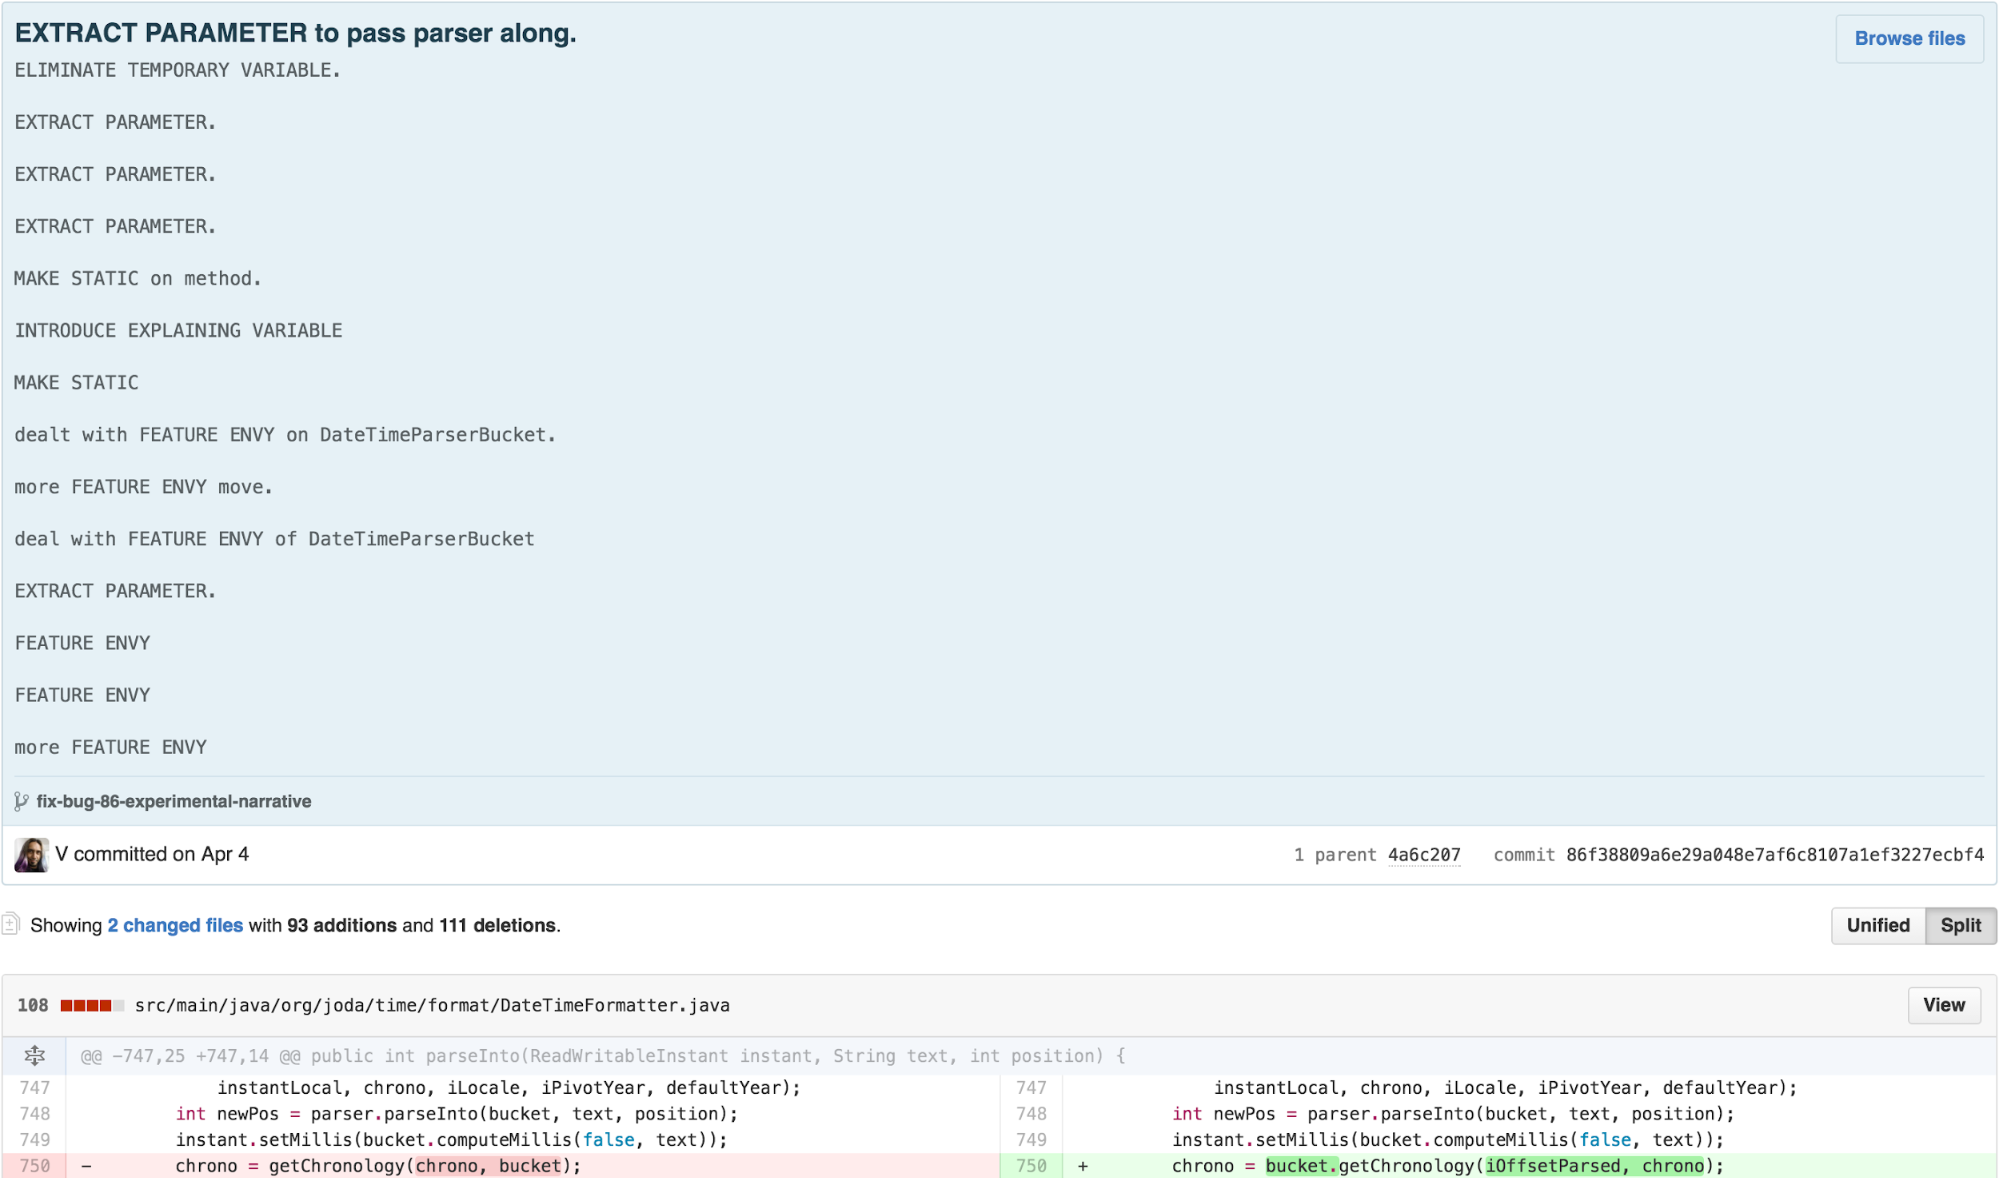 EXTRACT PARAMETER to pass parser along.
Browse files
ELIMINATE TEMPORARY VARIABLE.
EXTRACT PARAMETER.
EXTRACT PARAMETER.
EXTRACT PARAMETER.
MAKE STATIC on method.
INTRODUCE EXPLAINING VARIABLE
MAKE STATIC
dealt with FEATURE ENVY on DateTimeParserBucket.
more FEATURE ENVY move.
deal with FEATURE ENVY of DateTimeParserBucket
EXTRACT PARAMETER.
FEATURE ENVY
FEATURE ENVY
more FEATURE ENVY
fix-bug-86-experimental-narrative
V committed on Apr 4
1 parent 4a6c207 commit 86f38809a6e29a048e7af6c8107a1ef3227ecbf4
Showing 2 changed files with 93 additions and 111 deletions.
Unified Split
108 src/main/java/org/joda/time/format/DateTimeFormatter.java
View
@@ -747,25 +747,14 @@ public int parseInto(ReadWritableInstant instant, String text, int position) {
747 instantLocal, chrono, iLocale, iPivotYear, defaultYear);
748 int newPos = parser.parseInto(bucket, text, position);
749 instant.setMillis(bucket.computeMillis(false, text));
750 - chrono = getChronology(chrono, bucket);
747 instantLocal, chrono, iLocale, iPivotYear, defaultYear);
748 int newPos = parser.parseInto(bucket, text, position);
749 instant.setMillis(bucket.computeMillis(false, text));
750 + chrono = bucket.getChronology(iOffsetParsed, chrono);